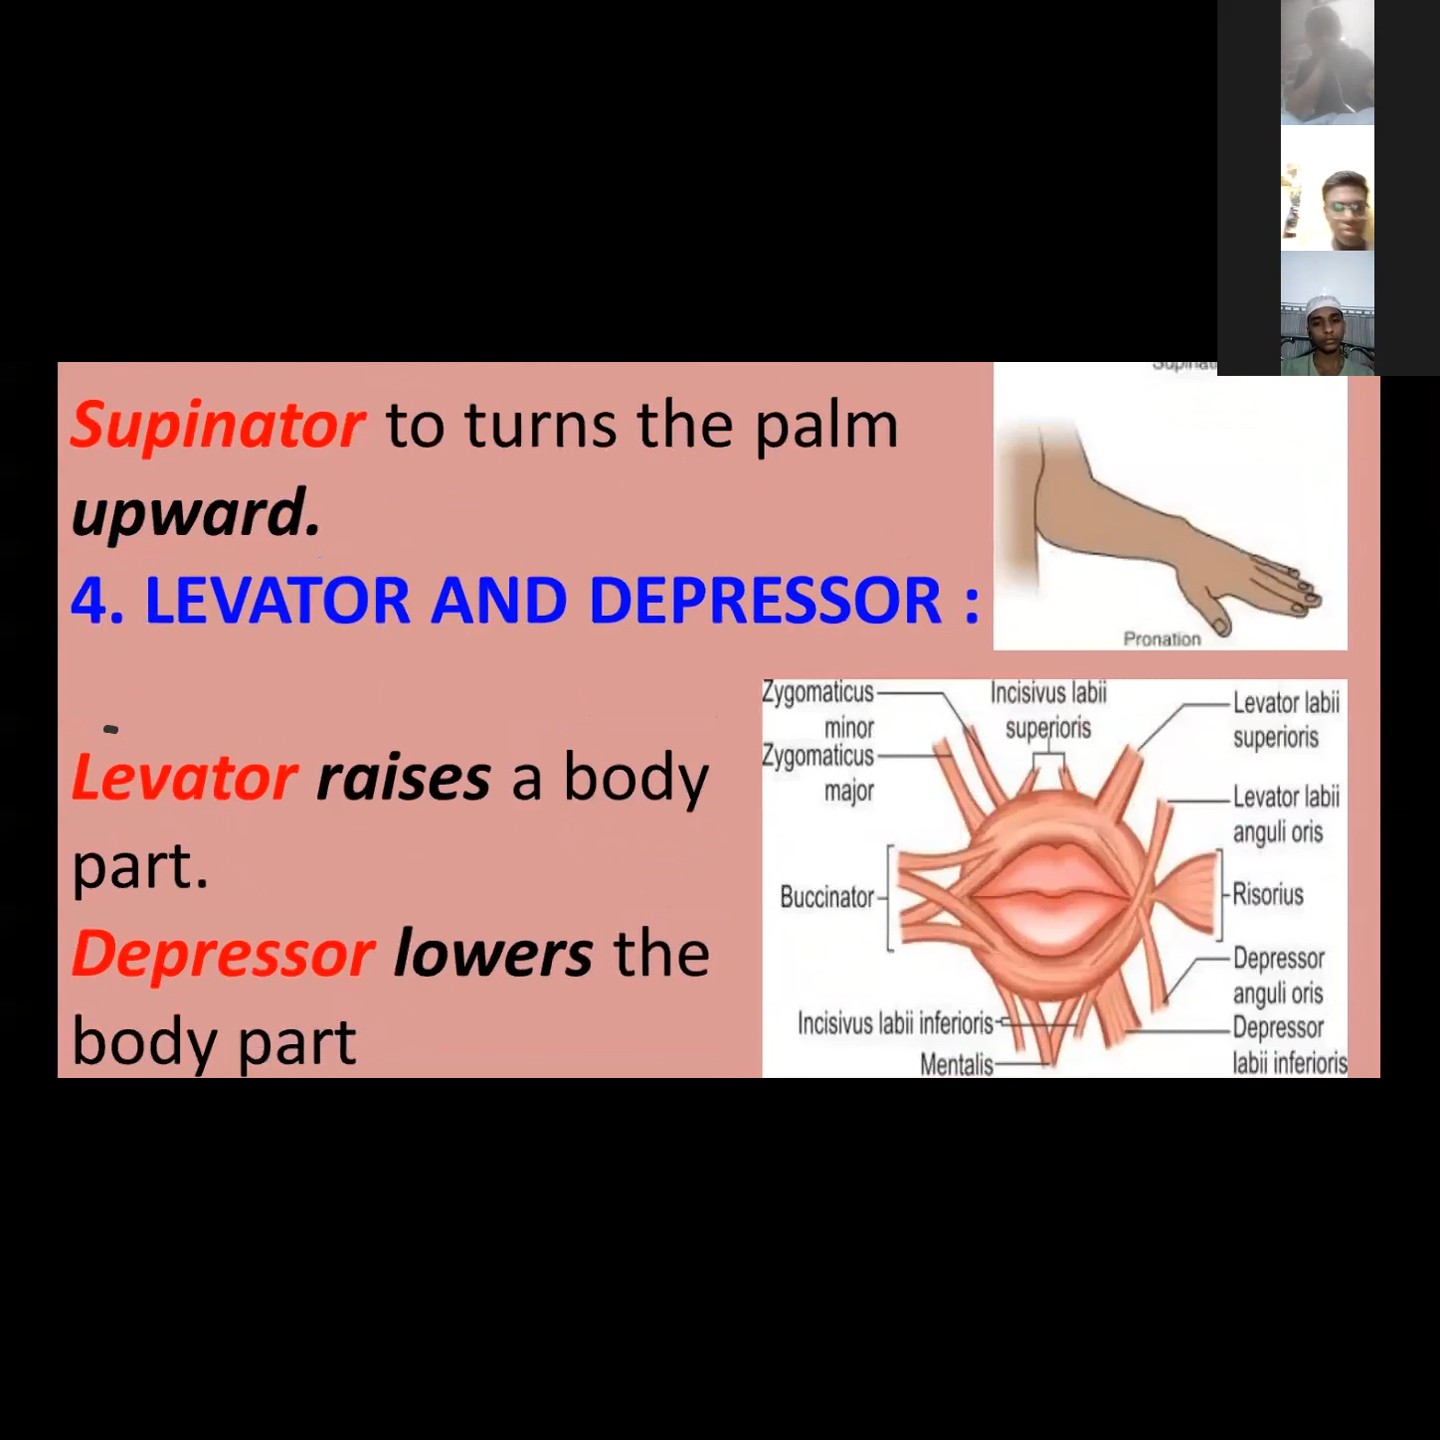 Supinator to turns the palm
upward.
4. LEVATOR AND DEPRESSOR :
Levator raises a body
part.
Depressor lowers the
body part
Pronation
Zygomaticus
minor
Zygomaticus
major
Buccinator
Incisivus labii inferioris
Mentalis
Incisivus labii
superioris
Levator labii
superioris
Levator labii
anguli oris
Risorius
Depressor
anguli oris
Depressor
labii inferioris